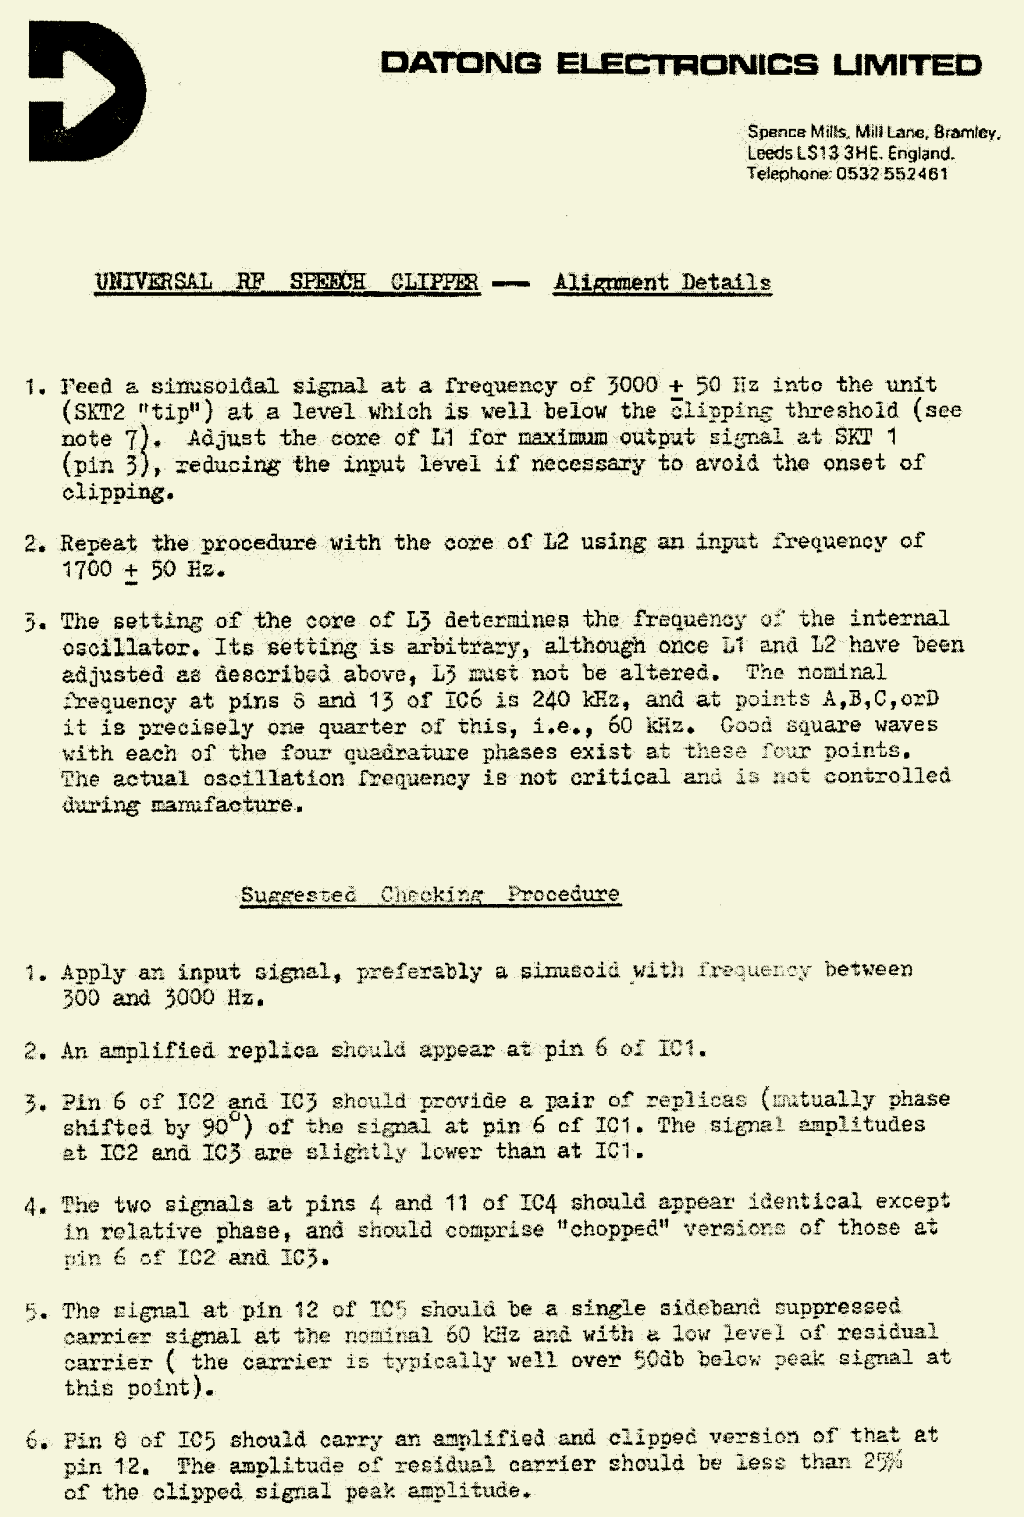 DATONG ELECTRONICS LIMITED
Spence Mills, Mill Lane, Bramley,
Leeds LS13 3HE. England.
Telephone: 0532 552461
UNIVERSAL RF SPEECH CLIPPER — Alignment Details
1. Feed a sinusoidal signal at a frequency of 3000 ± 50 Hz into the unit
(SKT2 "tip") at a level which is well below the clipping threshold (see
note 7). Adjust the core of L1 for maximum output signal at SKT 1
(pin 3), reducing the input level if necessary to avoid the onset of
clipping.
2. Repeat the procedure with the core of L2 using an input frequency of
1700 ± 50 Hz.
3. The setting of the core of L3 determines the frequency of the internal
oscillator. Its setting is arbitrary, although once L1 and L2 have been
adjusted as described above, L3 must not be altered. The nominal
frequency at pins 8 and 13 of IC6 is 240 kHz, and at points A,B,C,orD
it is precisely one quarter of this, i.e., 60 kHz. Good square waves
with each of the four quadrature phases exist at these four points.
The actual oscillation frequency is not critical and is not controlled
during manufacture.
Suggested Checking Procedure
1. Apply an input signal, preferably a sinusoid with frequency between
300 and 3000 Hz.
2. An amplified replica should appear at pin 6 of IC1.
3. Pin 6 of IC2 and IC3 should provide a pair of replicas (mutually phase
shifted by 90°) of the signal at pin 6 of IC1. The signal amplitudes
at IC2 and IC3 are slightly lower than at IC1.
4. The two signals at pins 4 and 11 of IC4 should appear identical except
in relative phase, and should comprise "chopped" versions of those at
pin 6 of IC2 and IC3.
5. The signal at pin 12 of IC5 should be a single sideband suppressed
carrier signal at the nominal 60 kHz and with a low level of residual
carrier ( the carrier is typically well over 50db below peak signal at
this point).
6. Pin 8 of IC5 should carry an amplified and clipped version of that at
pin 12. The amplitude of residual carrier should be less than 25%
of the clipped signal peak amplitude.